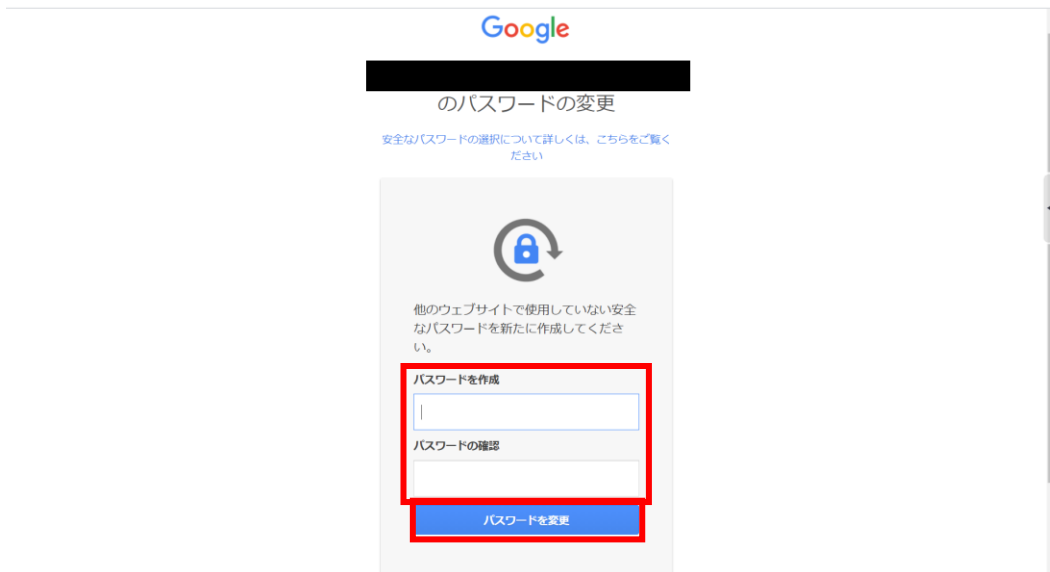 Google
のパスワードの変更
安全なパスワードの選択について詳しくは、こちらをご覧く
ださい
他のウェブサイトで使用していない安全
なパスワードを新たに作成してくださ
い。
パスワードを作成
パスワードの確認
パスワードを変更